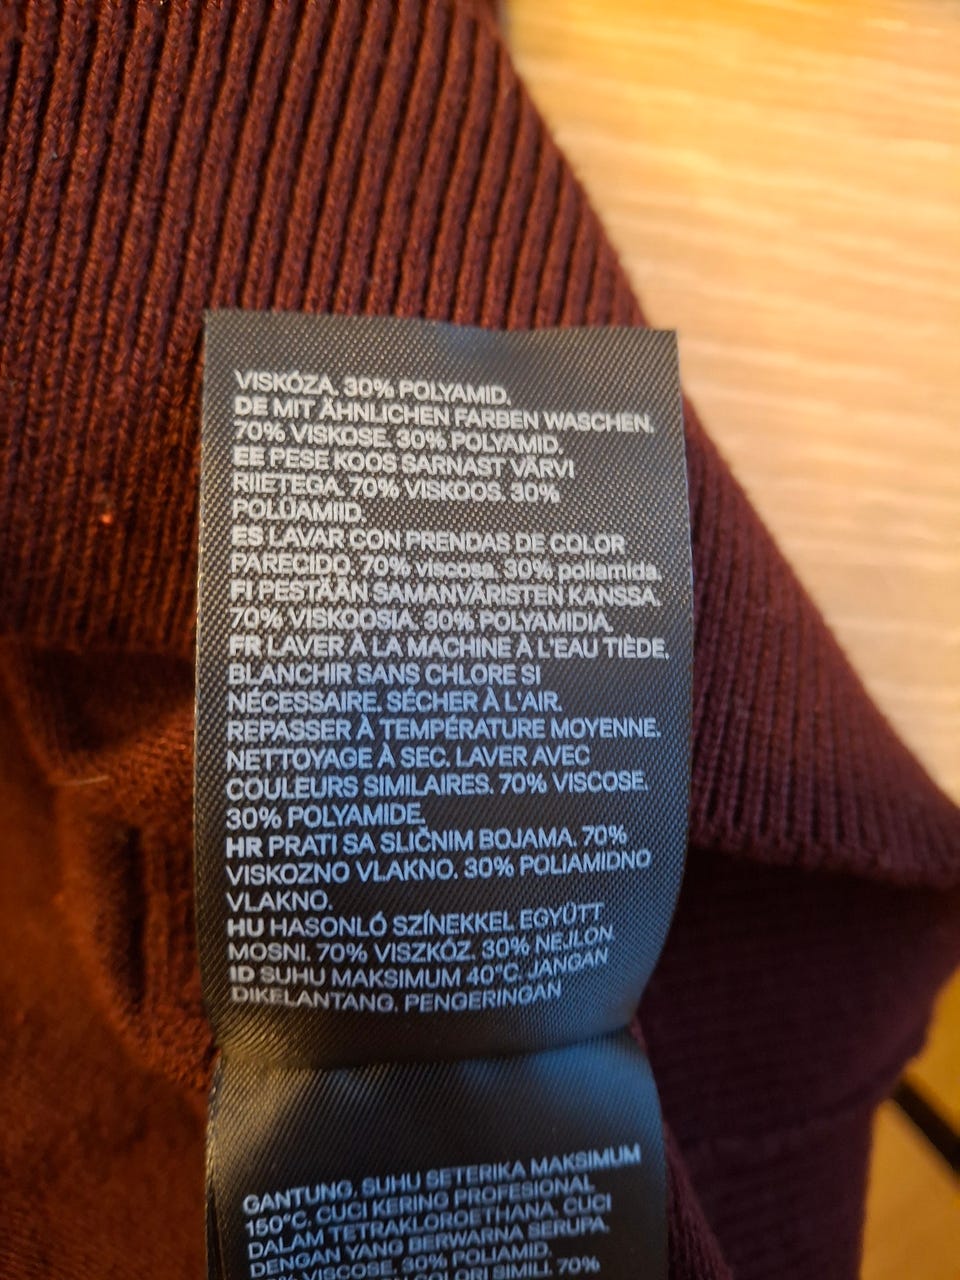 VISKÓZA. 30% POLYAMID.
DE MIT ÄHNLICHEN FARBEN WASCHEN.
70% VISKOSE. 30% POLYAMID.
EE PESE KOOS SARNAST VÄRVI
RIIETEGA. 70% VISKOOS. 30%
POLÜAMIID.
ES LAVAR CON PRENDAS DE COLOR
PARECIDO. 70% viscosa. 30% poliamida.
FI PESTÄÄN SAMANVÄRISTEN KANSSA.
70% VISKOOSIA. 30% POLYAMIDIA.
FR LAVER À LA MACHINE À L'EAU TIÈDE.
BLANCHIR SANS CHLORE SI
NÉCESSAIRE. SÉCHER À L'AIR.
REPASSER À TEMPÉRATURE MOYENNE.
NETTOYAGE À SEC. LAVER AVEC
COULEURS SIMILAIRES. 70% VISCOSE.
30% POLYAMIDE.
HR PRATI SA SLIČNIM BOJAMA. 70%
VISKOZNO VLAKNO. 30% POLIAMIDNO
VLAKNO.
HU HASONLÓ SZÍNEKKEL EGYÜTT
MOSNI. 70% VISZKÓZ. 30% NEJLON
ID SUHU MAKSIMUM 40°C. JANGAN
DIKELANTANG, PENGERINGAN
GANTUNG, SUHU SETERIKA MAKSIMUM
150°C, CUCI KERING PROFESIONAL
DALAM TETRAKLOROETHANA. CUCI
DENGAN YANG BERWARNA SERUPA.
VISCOSE. 30% POLIAMID.
COLORI SIMILI. 70%